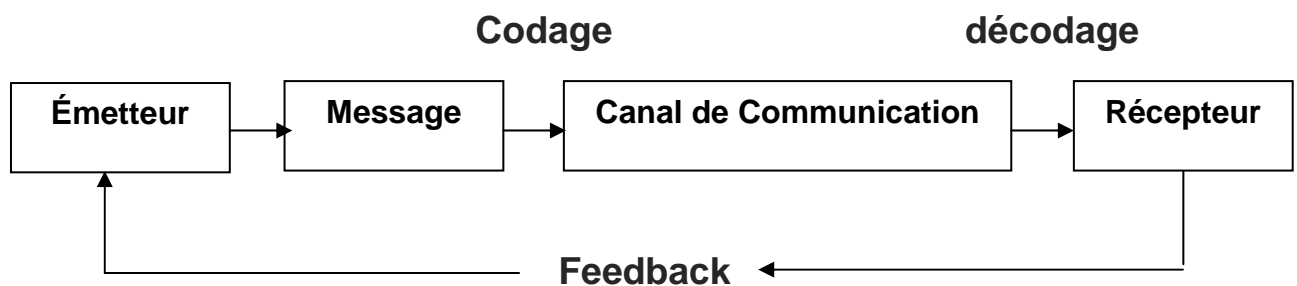 Codage décodage
Émetteur Message Canal de Communication Récepteur
Feedback